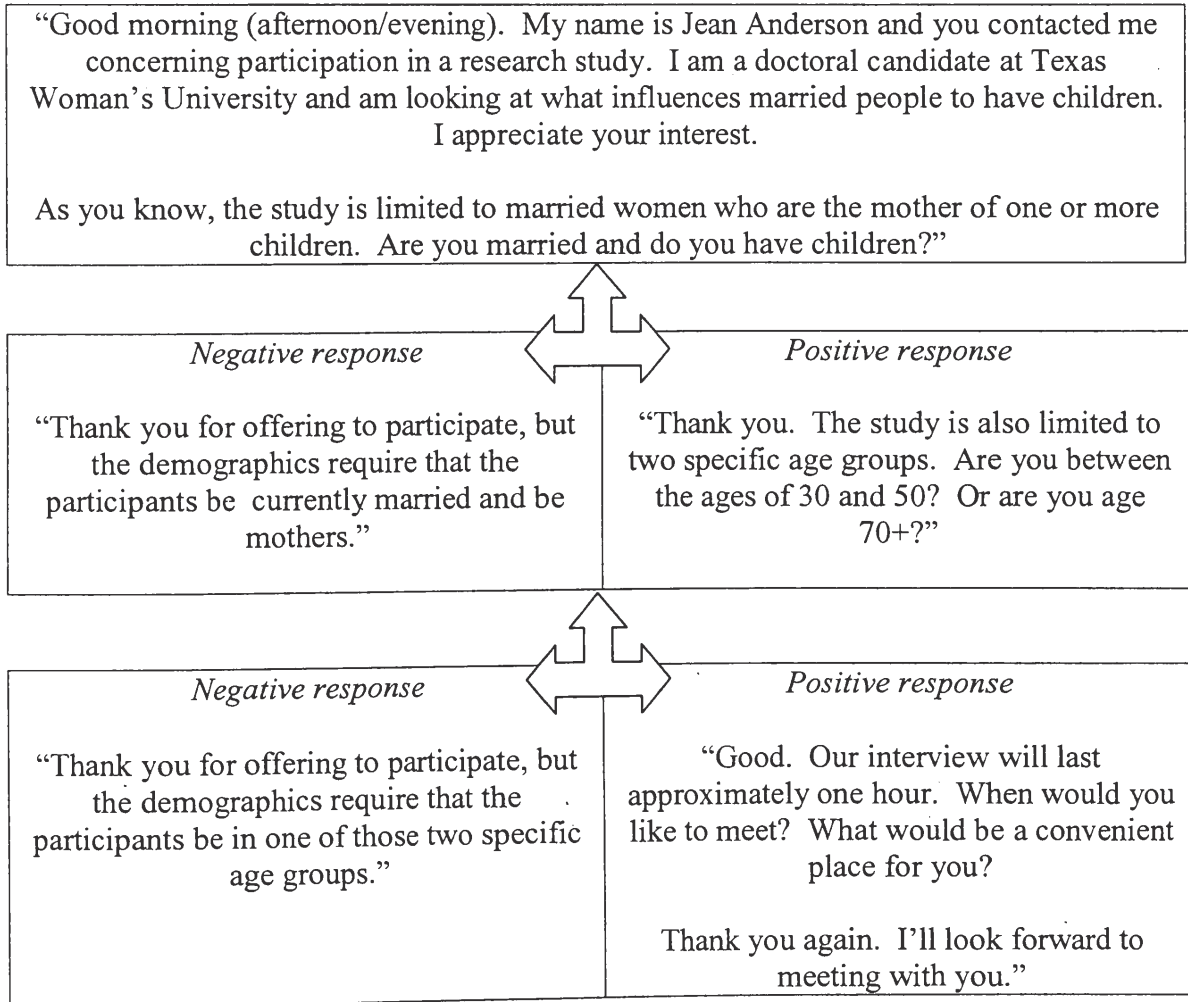 “Good morning (afternoon/evening).  My name is Jean Anderson and you contacted me
concerning participation in a research study.  I am a doctoral candidate at Texas
Woman’s University and am looking at what influences married people to have children.
I appreciate your interest.
As you know, the study is limited to married women who are the mother of one or more
children.  Are you married and do you have children?”
Negative response
“Thank you for offering to participate, but
the demographics require that the
participants be  currently married and be
mothers.”
Positive response
“Thank you.  The study is also limited to
two specific age groups.  Are you between
the ages of 30 and 50?  Or are you age
70+?”
Negative response
“Thank you for offering to participate, but
the demographics require that the
participants be in one of those two specific
age groups.”
Positive response
“Good.  Our interview will last
approximately one hour.  When would you
like to meet?  What would be a convenient
place for you?
Thank you again.  I’ll look forward to
meeting with you.”